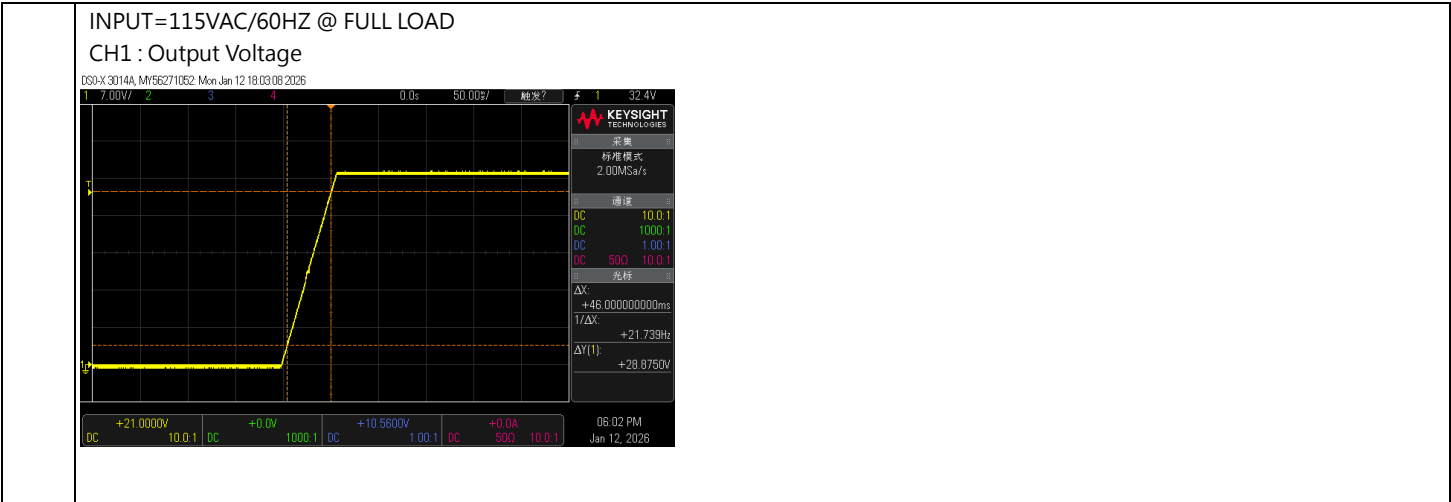 INPUT=115VAC/60HZ @ FULL LOAD
CH1 : Output Voltage
DSO-X 3014A, MY56271052: Mon Jan 12 18:03:08 2026
1 7.00V/ 2 3 4 0.0s 50.00ms/ 触发? 1 32.4V
KEYSIGHT
TECHNOLOGIES
采集
标准模式
2.00MSa/s
T
通道
DC 10.0:1
DC 1000:1
DC 1.00:1
DC 50Ω 10.0:1
光标
ΔX:
+46.000000000ms
1/ΔX:
+21.739Hz
ΔY(1):
+28.8750V
1
+21.0000V +0.0V +10.5600V +0.0A
DC 10.0:1 DC 1000:1 DC 1.00:1 DC 50Ω 10.0:1
06:02 PM
Jan 12, 2026